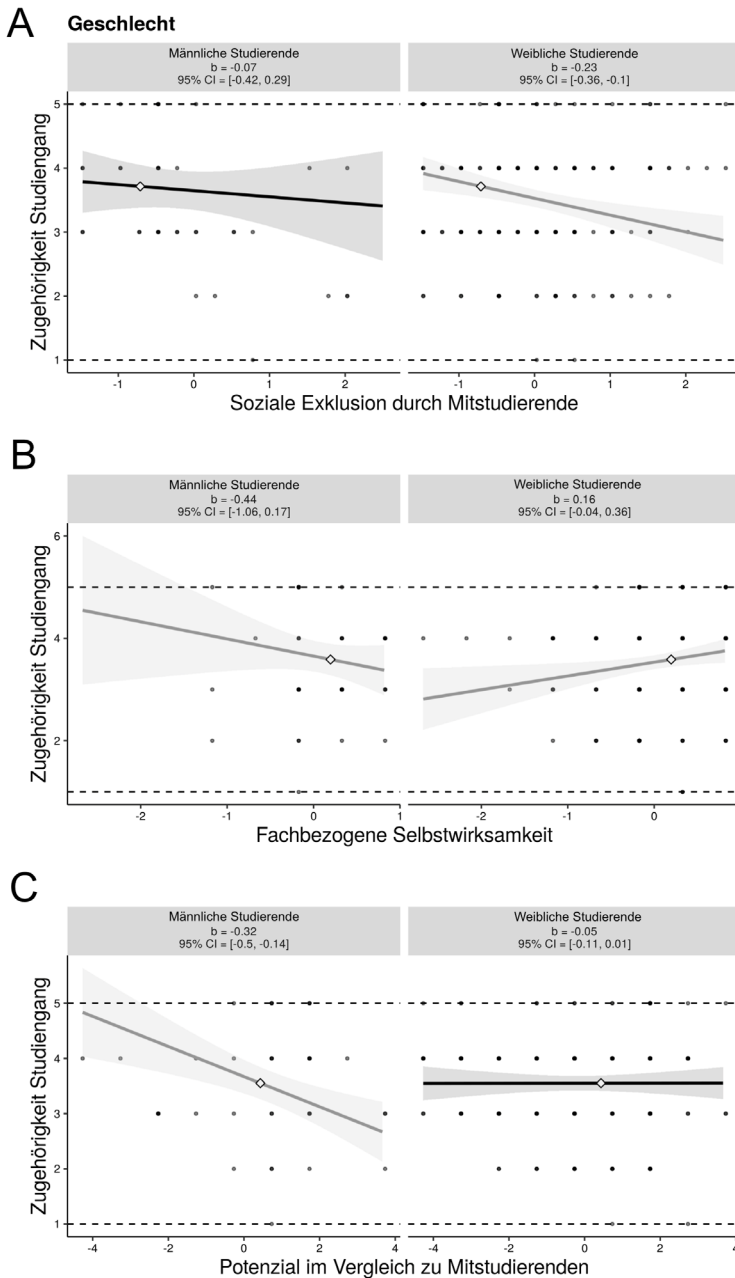 A
Geschlecht
Männliche Studierende
b = -0.07
95% CI = [-0.42, 0.29]
Weibliche Studierende
b = -0.23
95% CI = [-0.36, -0.1]
Zugehörigkeit Studiengang
5
4
3
2
1
-1 0 1 2
-1 0 1 2
Soziale Exklusion durch Mitstudierende
B
Männliche Studierende
b = -0.44
95% CI = [-1.06, 0.17]
Weibliche Studierende
b = 0.16
95% CI = [-0.04, 0.36]
Zugehörigkeit Studiengang
6
4
2
-2 -1 0 1
-2 -1 0
Fachbezogene Selbstwirksamkeit
C
Männliche Studierende
b = -0.32
95% CI = [-0.5, -0.14]
Weibliche Studierende
b = -0.05
95% CI = [-0.11, 0.01]
Zugehörigkeit Studiengang
5
4
3
2
1
-4 -2 0 2 4
-4 -2 0 2 4
Potenzial im Vergleich zu Mitstudierenden